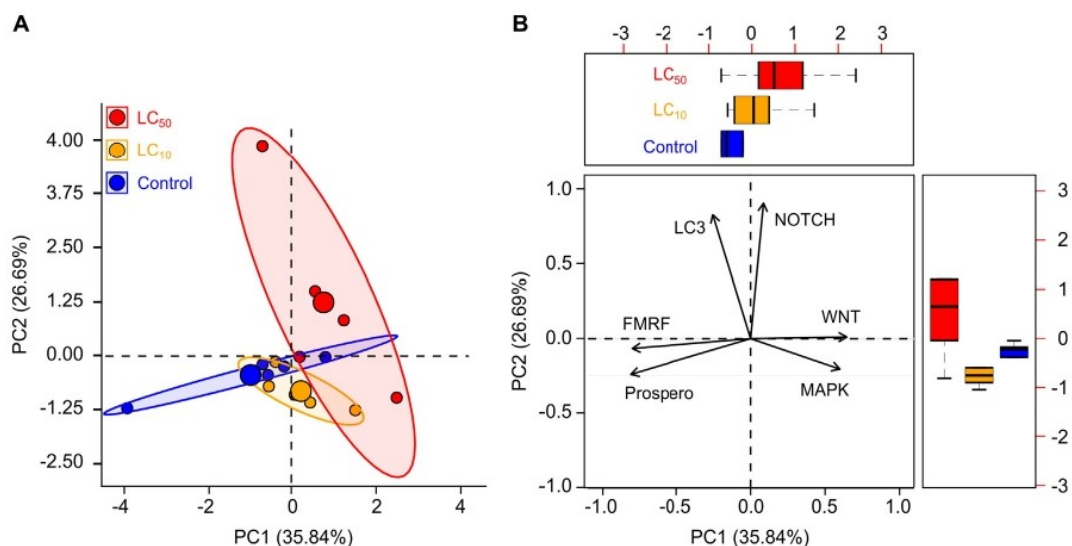 A
LC50
LC10
Control
4.00
3.75
2.50
1.25
0.00
-1.25
-2.50
PC2 (26.69%)
-4 -2 0 2 4
PC1 (35.84%)
B
-3 -2 -1 0 1 2 3
LC50
LC10
Control
1.0
0.5
0.0
-0.5
-1.0
PC2 (26.69%)
LC3
NOTCH
WNT
FMRF
Prospero
MAPK
-1.0 -0.5 0.0 0.5 1.0
PC1 (35.84%)
3
2
1
0
-1
-2
-3